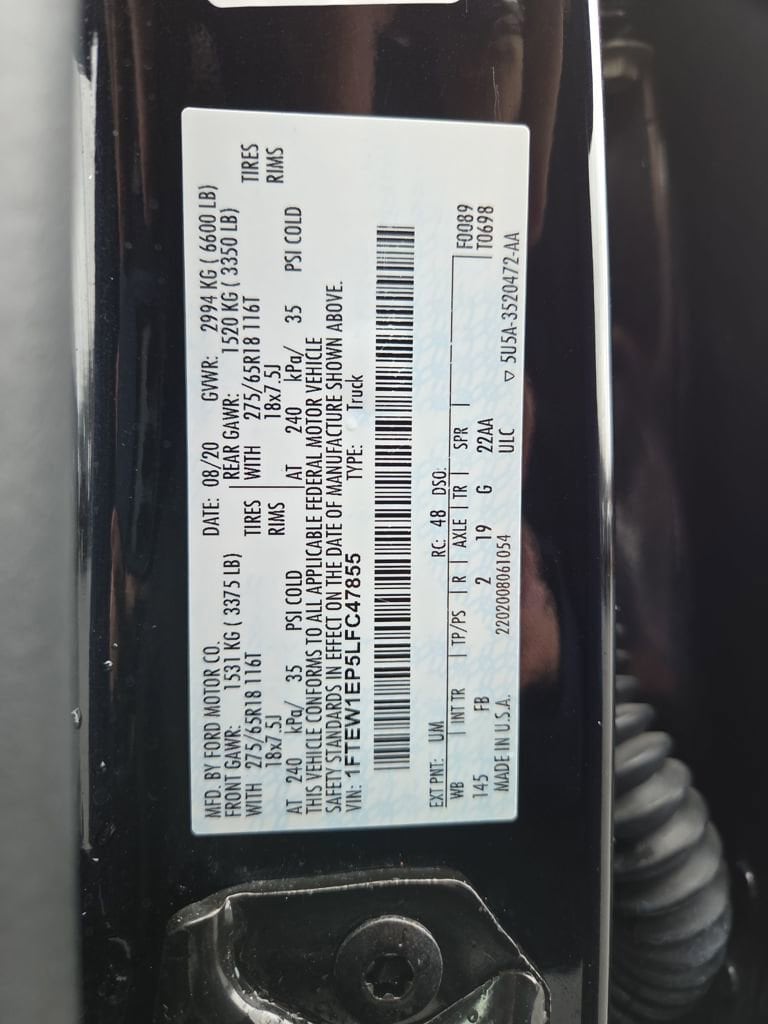 MFD. BY FORD MOTOR CO.
DATE: 08/20 GVWR: 2994 KG ( 6600 LB)
FRONT GAWR: 1531 KG ( 3375 LB) REAR GAWR: 1520 KG ( 3350 LB)
WITH 275/65R18 116T TIRES WITH 275/65R18 116T TIRES
18x7.5J RIMS 18x7.5J RIMS
AT 240 kPa/ 35 PSI COLD AT 240 kPa/ 35 PSI COLD
THIS VEHICLE CONFORMS TO ALL APPLICABLE FEDERAL MOTOR VEHICLE
SAFETY STANDARDS IN EFFECT ON THE DATE OF MANUFACTURE SHOWN ABOVE.
VIN: 1FTEW1EP5LFC47855 TYPE: Truck
EXT PNT: UM RC: 48 DSO:
WB INT TR TP/PS R AXLE TR SPR F0089
145 FB 2 19 G 22AA T0698
MADE IN U.S.A. 2202008061054 ULC ▽ 5U5A-3520472-AA